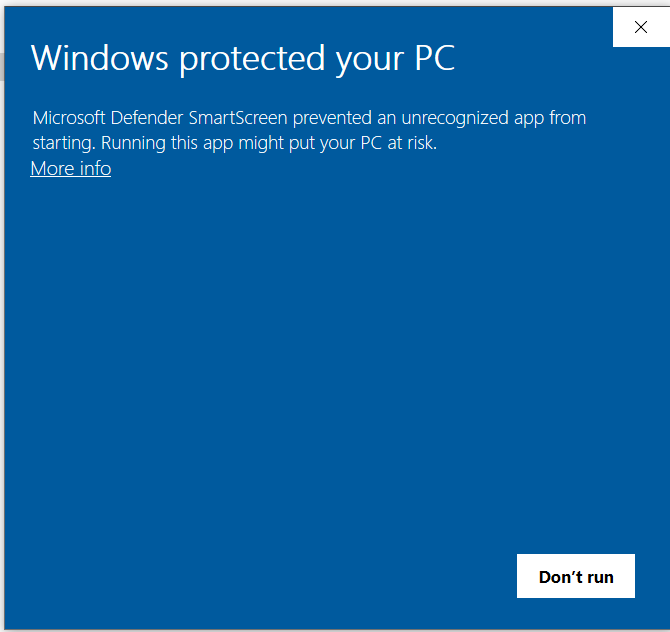 Windows protected your PC
Microsoft Defender SmartScreen prevented an unrecognized app from
starting. Running this app might put your PC at risk.
More info
Don’t run